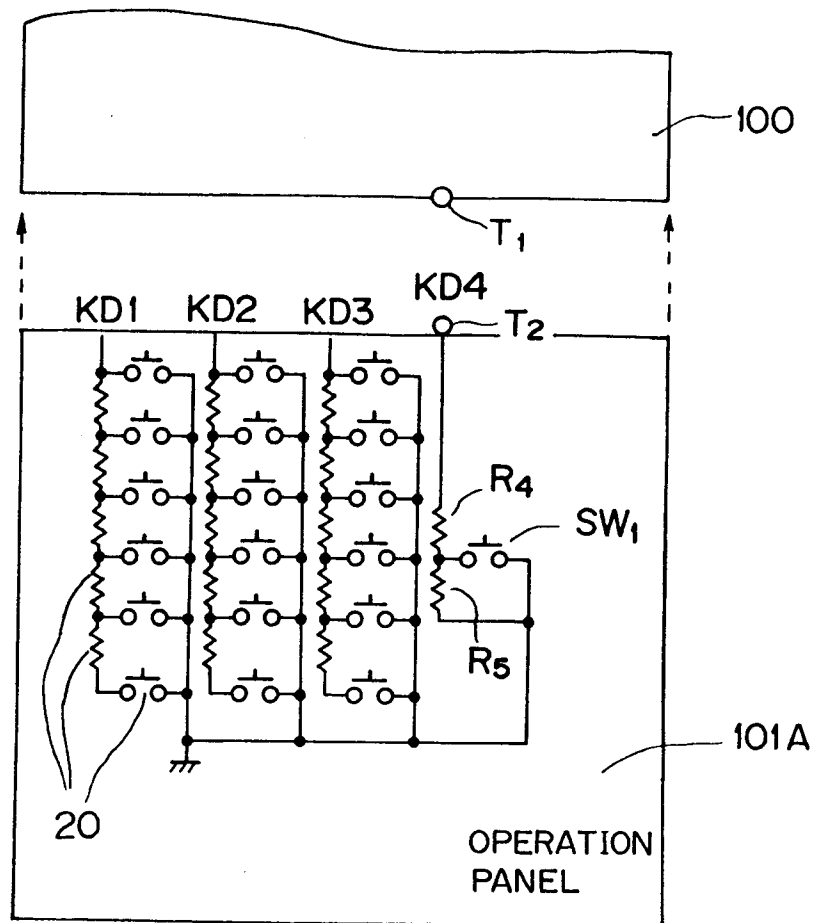 100
T1
KD1 KD2 KD3 KD4
T2
R4
SW1
R5
101A
20
OPERATION
PANEL